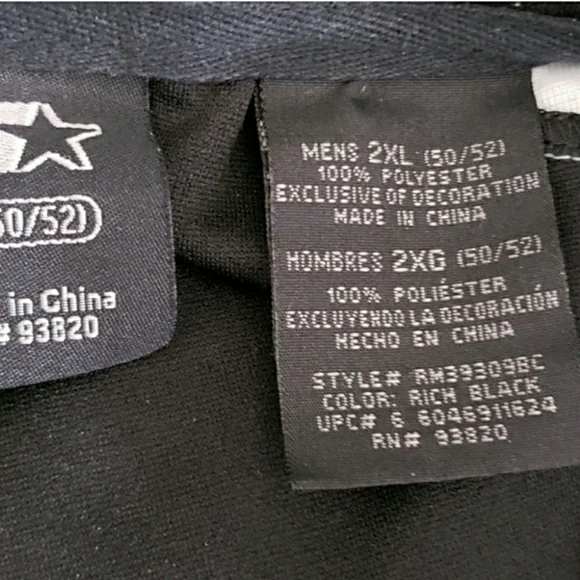 50/52)
in China
# 93820
MENS 2XL (50/52)
100% POLYESTER
EXCLUSIVE OF DECORATION
MADE IN CHINA
HOMBRES 2XG (50/52)
100% POLIÉSTER
EXCLUYENDO LA DECORACIÓN
HECHO EN CHINA
STYLE# RM39309BC
COLOR: RICH BLACK
UPC# 6 6046911624
RN# 93820